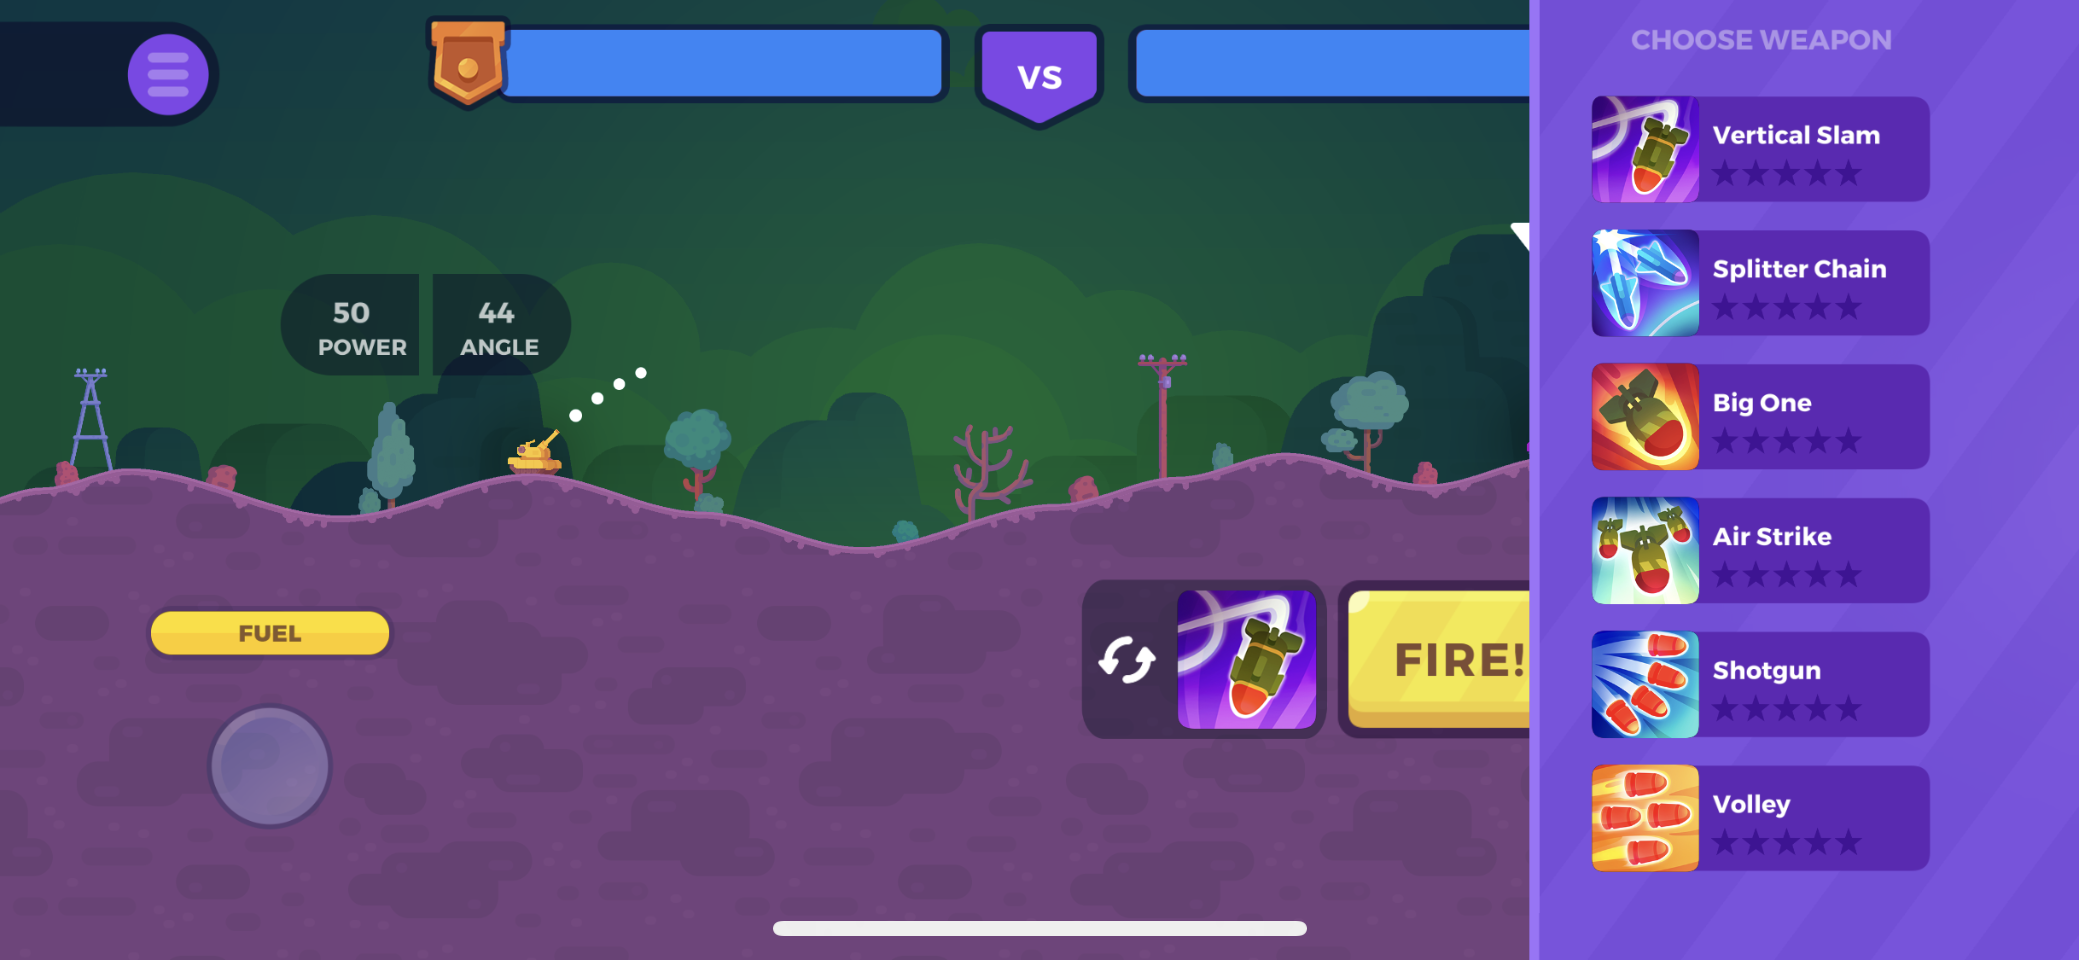 VS
50
POWER
44
ANGLE
FUEL
FIRE!
CHOOSE WEAPON
Vertical Slam
Splitter Chain
Big One
Air Strike
Shotgun
Volley